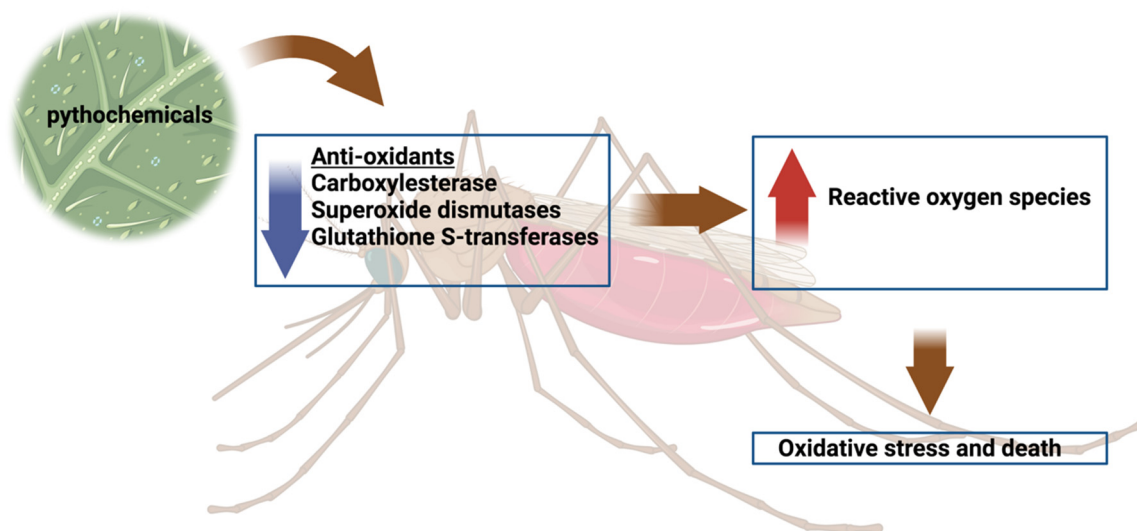 pythochemicals
Anti-oxidants
Carboxylesterase
Superoxide dismutases
Glutathione S-transferases
Reactive oxygen species
Oxidative stress and death